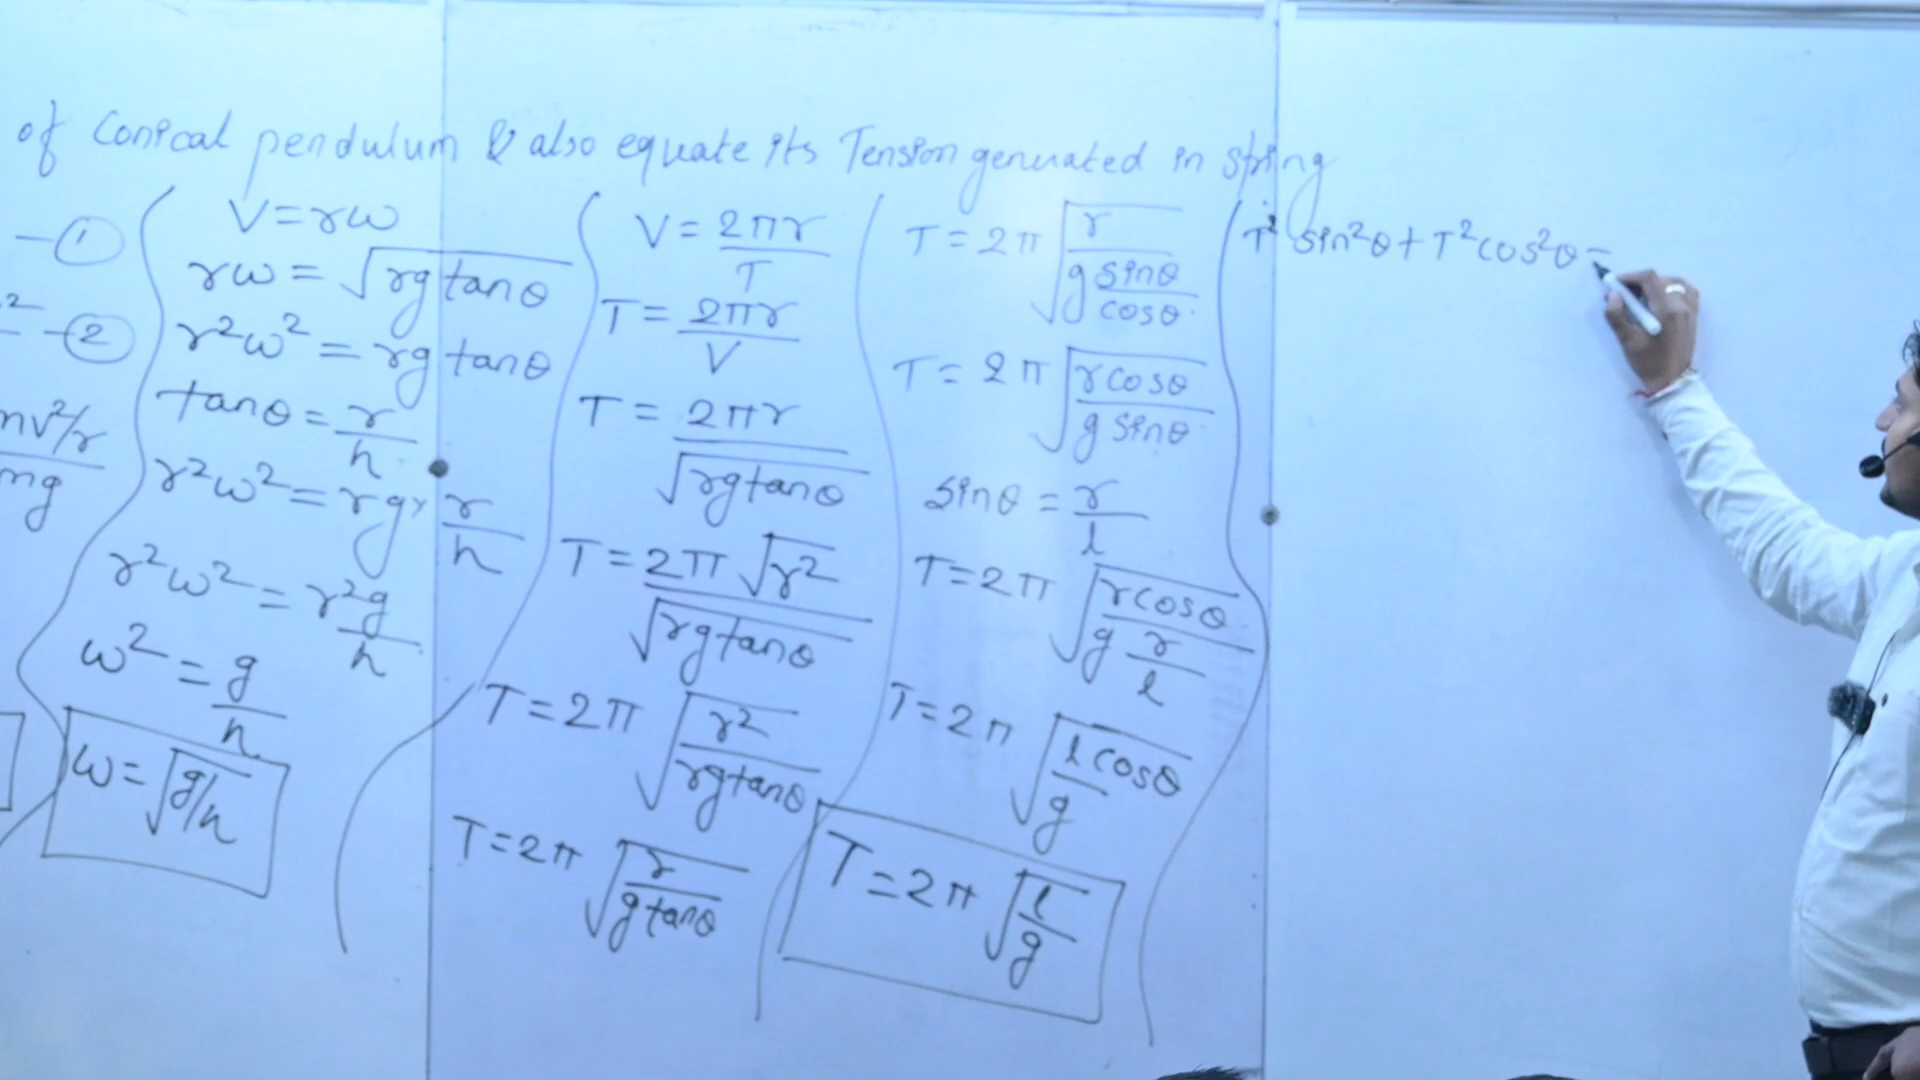 of Conical pendulum & also equate its Tension generated in string
-①
² = -②
mv²/r
mg
V = rω
rω = √(rg tanθ)
r²ω² = rg tanθ
tanθ = r/h
r²ω² = rg × r/h
r²ω² = r²g/h
ω² = g/h
ω = √(g/h)
V = 2πr/T
T = 2πr/V
T = 2πr/√(rg tanθ)
T = 2π√(r²)/√(rg tanθ)
T = 2π √(r²/(rg tanθ))
T = 2π √(r/(g tanθ))
T = 2π √(r/(g sinθ/cosθ))
T = 2π √(r cosθ/(g sinθ))
sinθ = r/l
T = 2π √(r cosθ/(g r/l))
T = 2π √(l cosθ/g)
T = 2π √(l/g)
T² sin²θ + T² cos²θ =